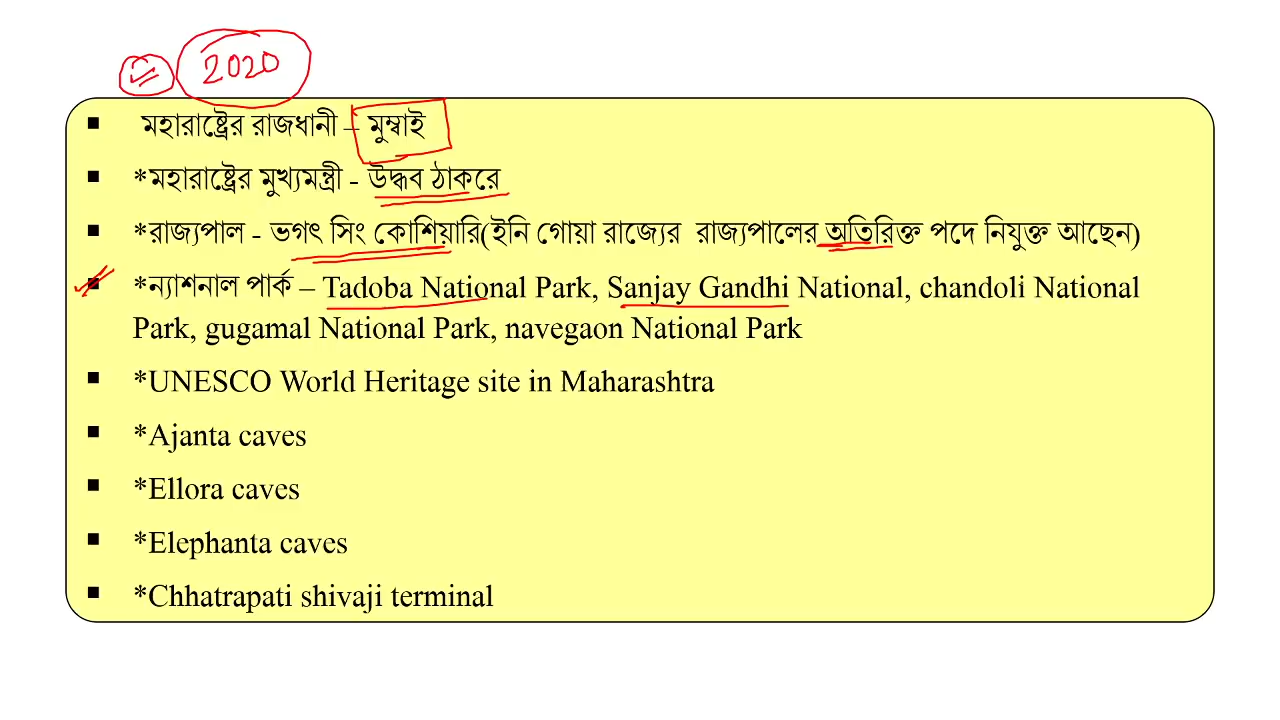 2020
মহারাষ্ট্রের রাজধানী – মুম্বাই
*মহারাষ্ট্রের মুখ্যমন্ত্রী - উদ্ধব ঠাকরে
*রাজ্যপাল - ভগৎ সিং কোশিয়ারি(ইনি গোয়া রাজ্যের রাজ্যপালের অতিরিক্ত পদে নিযুক্ত আছেন)
*ন্যাশনাল পার্ক – Tadoba National Park, Sanjay Gandhi National, chandoli National
Park, gugamal National Park, navegaon National Park
*UNESCO World Heritage site in Maharashtra
*Ajanta caves
*Ellora caves
*Elephanta caves
*Chhatrapati shivaji terminal